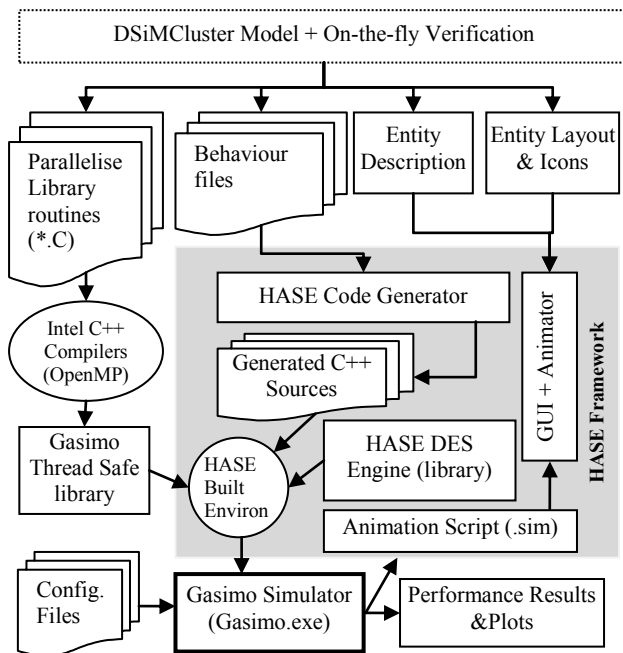 DSiMCluster Model + On-the-fly Verification
Parallelise
Library
routines
(*.C)
Behaviour
files
Entity
Description
Entity Layout
& Icons
HASE Code Generator
Intel C++
Compilers
(OpenMP)
Generated C++
Sources
GUI + Animator
HASE Framework
Gasimo
Thread Safe
library
HASE
Built
Environ
HASE DES
Engine (library)
Animation Script (.sim)
Config.
Files
Gasimo Simulator
(Gasimo.exe)
Performance Results
&Plots